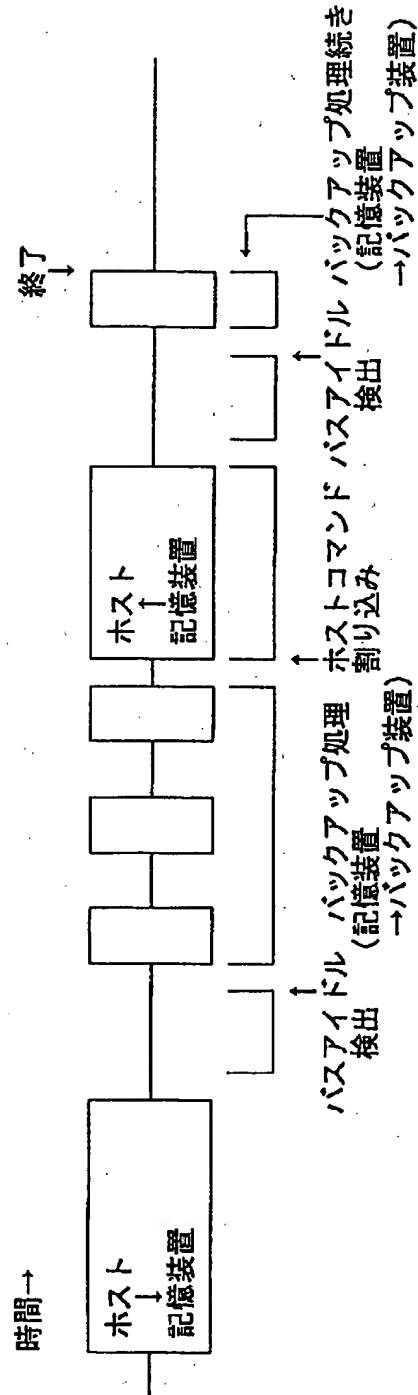 時間→
ホスト
↓
記憶装置
バスアイドル
検出
バックアップ処理
(記憶装置
→バックアップ装置)
ホスト
↑
記憶装置
ホストコマンド
割り込み
バスアイドル
検出
終了
バックアップ処理続き
(記憶装置
→バックアップ装置)